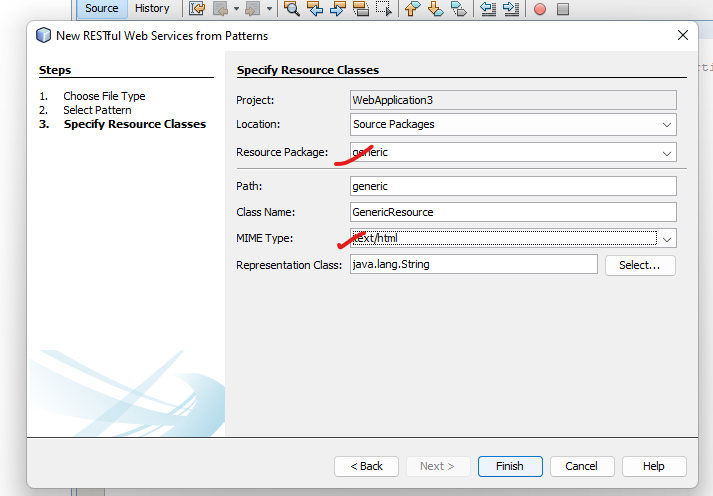 Source History
New RESTful Web Services from Patterns
Steps
1. Choose File Type
2. Select Pattern
3. Specify Resource Classes
Specify Resource Classes
Project: WebApplication3
Location: Source Packages
Resource Package: generic
Path: generic
Class Name: GenericResource
MIME Type: text/html
Representation Class: java.lang.String Select...
< Back Next > Finish Cancel Help